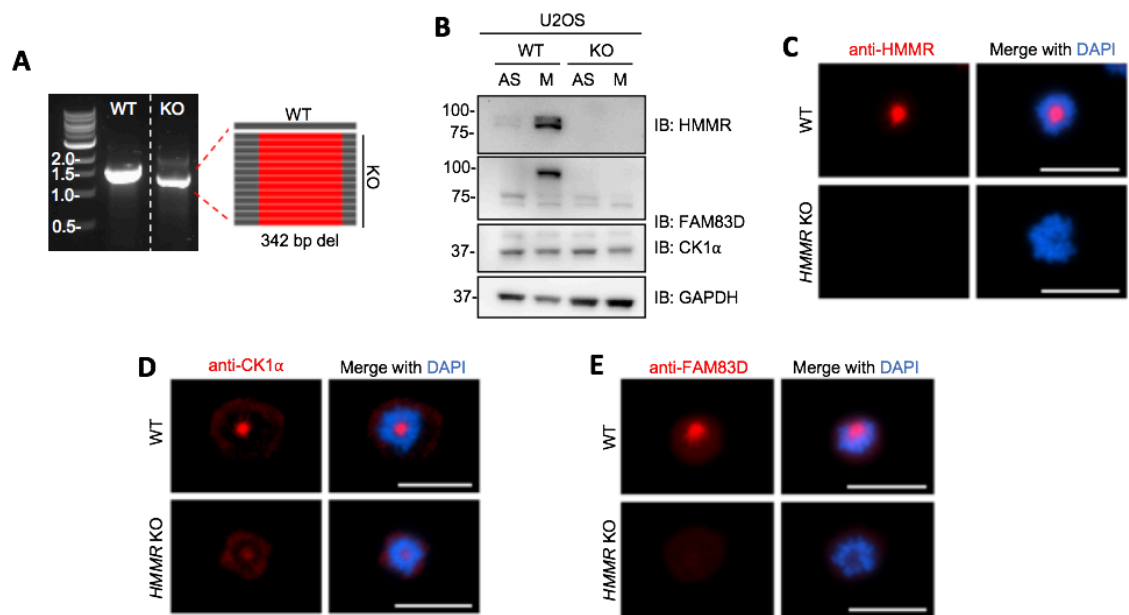 A
WT KO
2.0-
1.5-
1.0-
0.5-
WT
KO
342 bp del
B
U2OS
WT KO
AS M AS M
100-
75-
IB: HMMR
100-
75-
IB: FAM83D
37-
IB: CK1α
37-
IB: GAPDH
C
anti-HMMR Merge with DAPI
WT
HMMR KO
D
anti-CK1α Merge with DAPI
WT
HMMR KO
E
anti-FAM83D Merge with DAPI
WT
HMMR KO